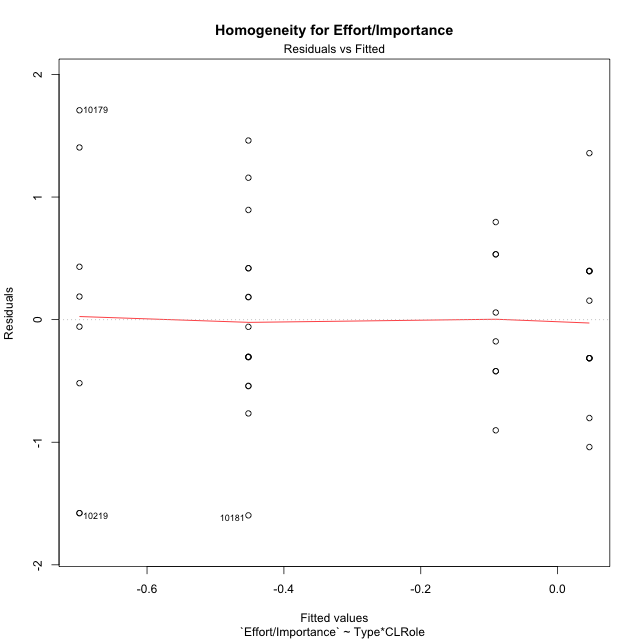 Homogeneity for Effort/Importance
Residuals vs Fitted
2
1
0
-1
-2
Residuals
10179
10219
10181
-0.6
-0.4
-0.2
0.0
Fitted values
`Effort/Importance` ~ Type*CLRole